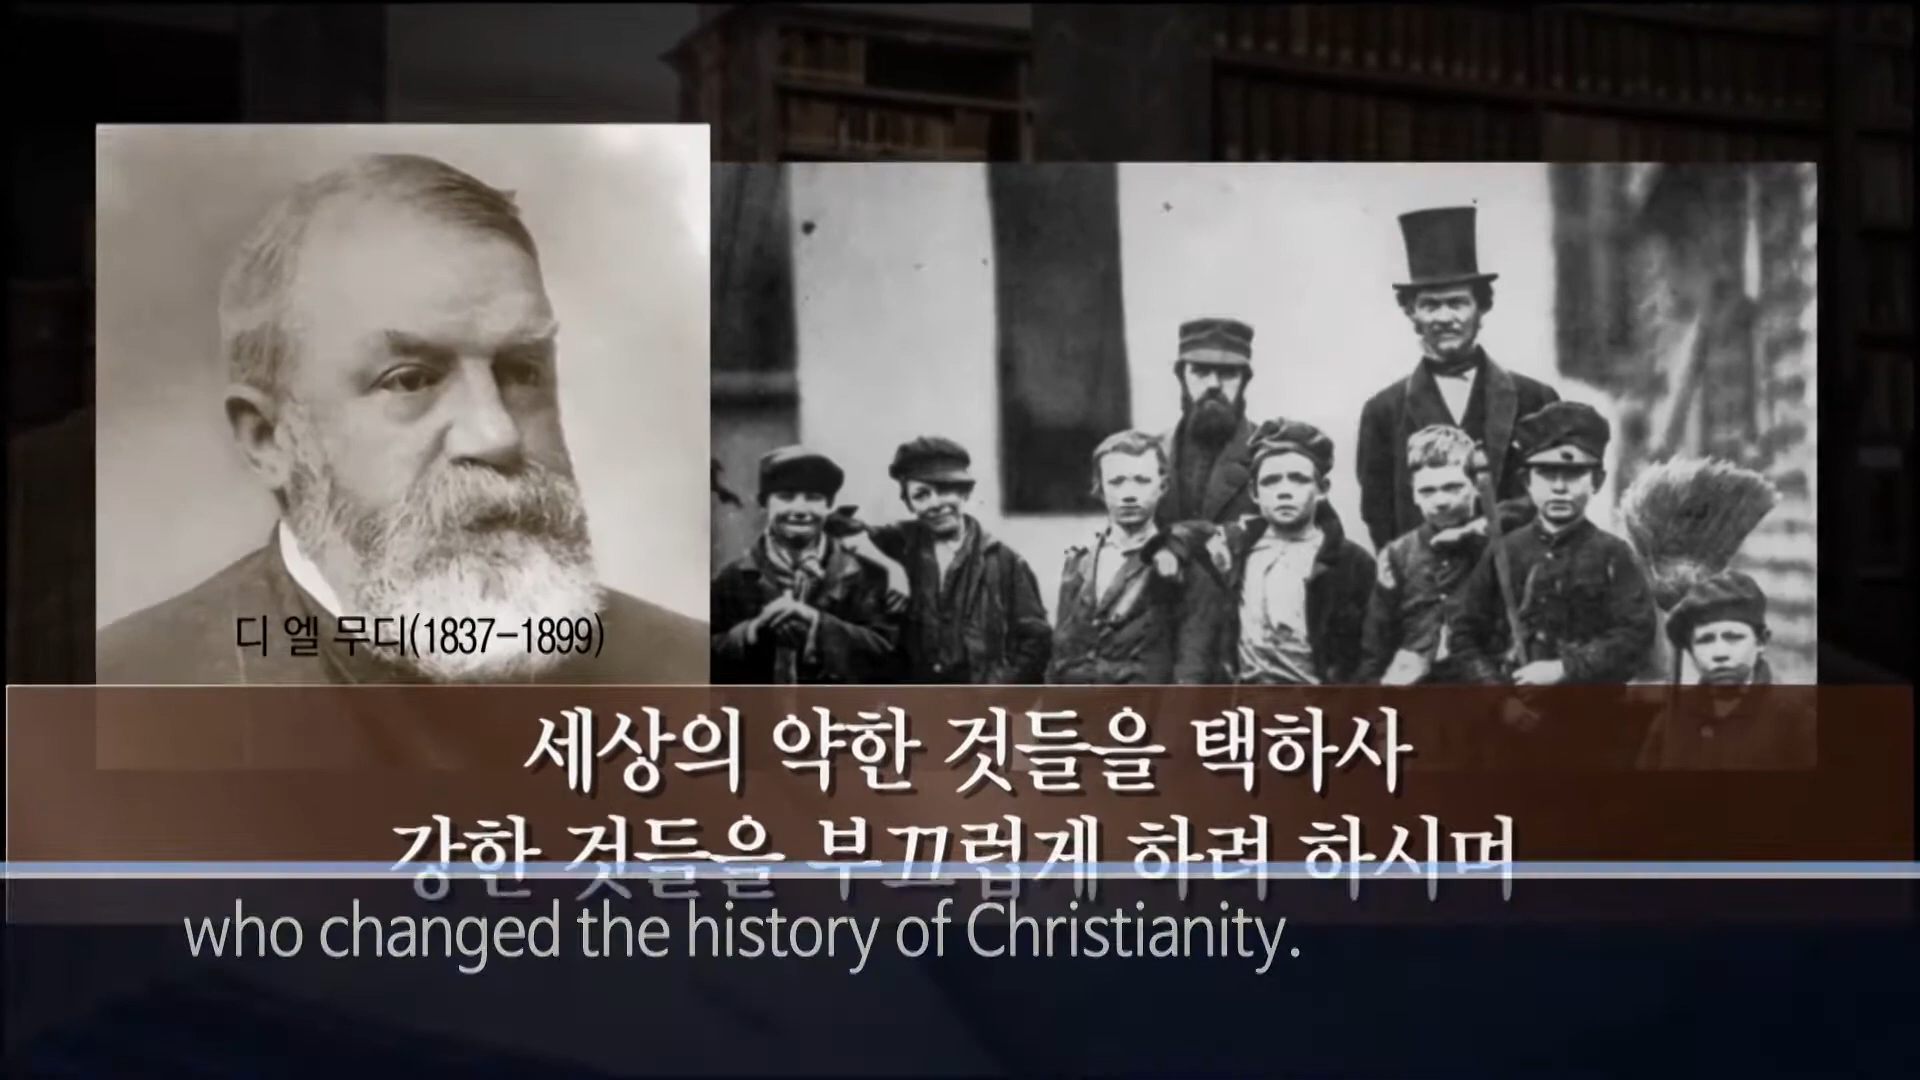 디 엘 무디(1837-1899)
세상의 약한 것들을 택하사
강한 것들을 부끄럽게 하려 하시며
who changed the history of Christianity.